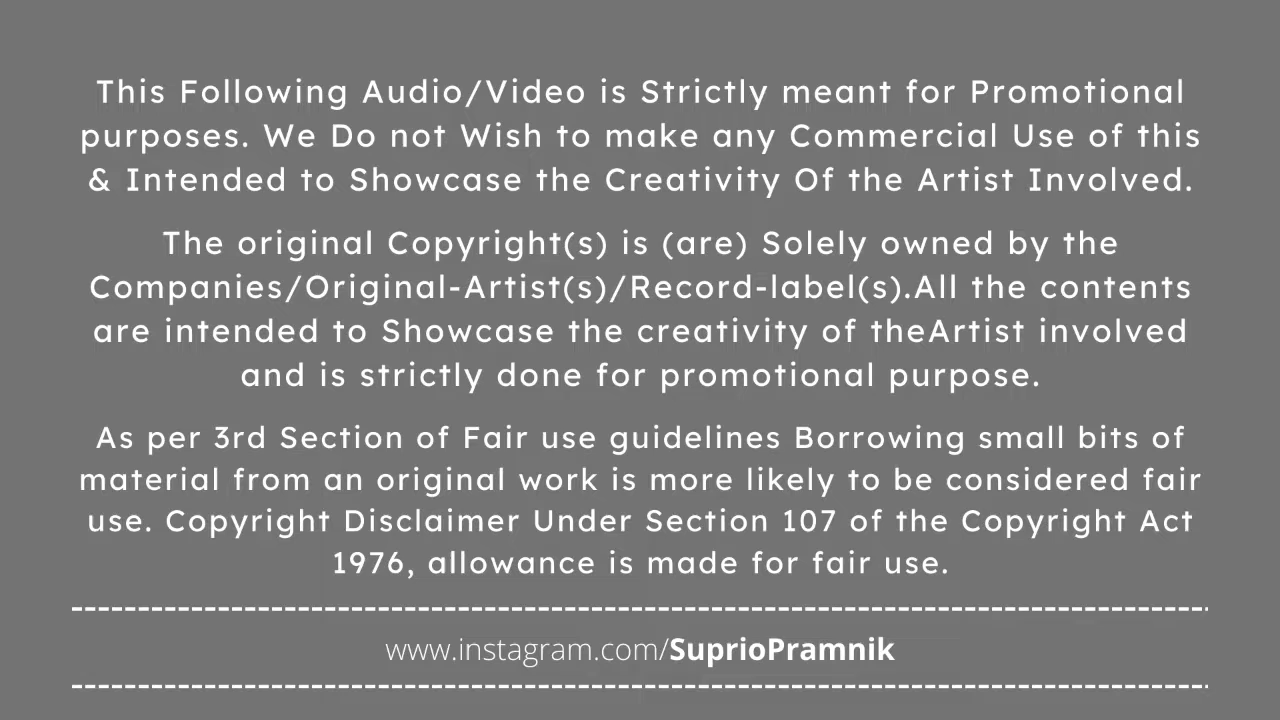 This Following Audio/Video is Strictly meant for Promotional
purposes. We Do not Wish to make any Commercial Use of this
& Intended to Showcase the Creativity Of the Artist Involved.
The original Copyright(s) is (are) Solely owned by the
Companies/Original-Artist(s)/Record-label(s).All the contents
are intended to Showcase the creativity of theArtist involved
and is strictly done for promotional purpose.
As per 3rd Section of Fair use guidelines Borrowing small bits of
material from an original work is more likely to be considered fair
use. Copyright Disclaimer Under Section 107 of the Copyright Act
1976, allowance is made for fair use.
www.instagram.com/SuprioPramnik